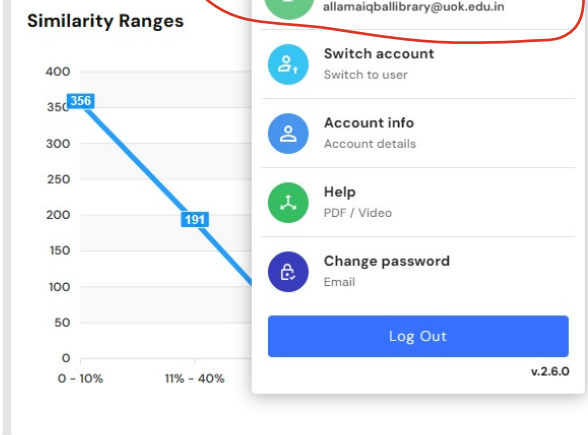 Similarity Ranges
400
350
300
250
200
150
100
50
0
356
191
0 - 10%
11% - 40%
allamaiqballibrary@uok.edu.in
Switch account
Switch to user
Account info
Account details
Help
PDF / Video
Change password
Email
Log Out
v.2.6.0